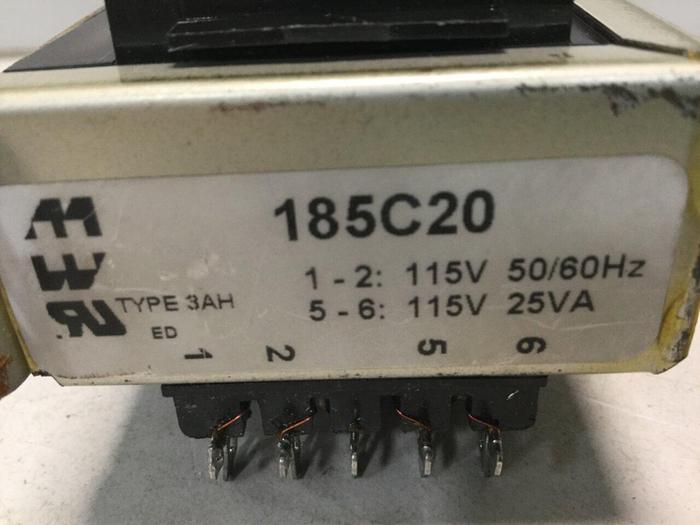 185C20
1 - 2: 115V 50/60Hz
5 - 6: 115V 25VA
TYPE 3AH
ED
1 2 5 6